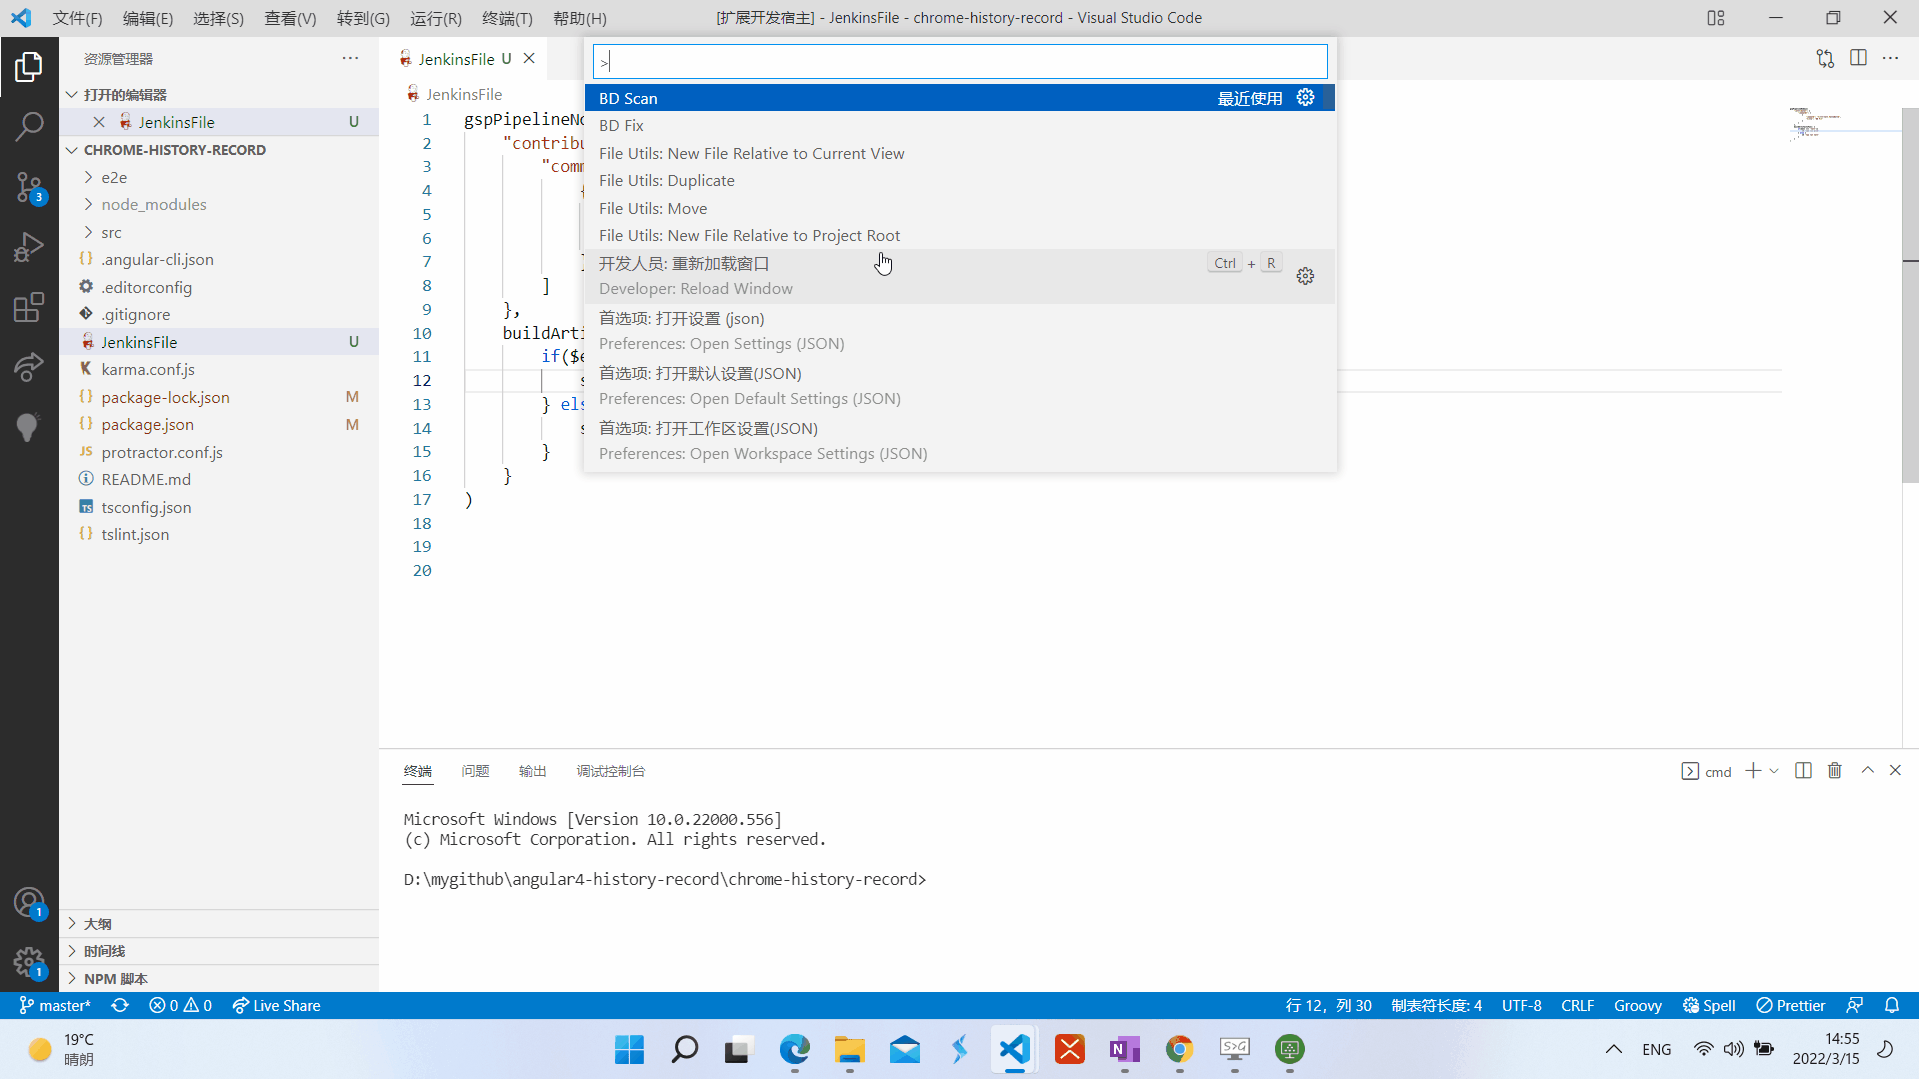 文件(F) 编辑(E) 选择(S) 查看(V) 转到(G) 运行(R) 终端(T) 帮助(H) [扩展开发宿主] - JenkinsFile - chrome-history-record - Visual Studio Code
资源管理器
打开的编辑器
JenkinsFile U
CHROME-HISTORY-RECORD
e2e
node_modules
src
.angular-cli.json
.editorconfig
.gitignore
JenkinsFile U
karma.conf.js
package-lock.json M
package.json M
protractor.conf.js
README.md
tsconfig.json
tslint.json
大纲
时间线
NPM 脚本
3
1
1
JenkinsFile U
JenkinsFile
>
BD Scan 最近使用
BD Fix
File Utils: New File Relative to Current View
File Utils: Duplicate
File Utils: Move
File Utils: New File Relative to Project Root
开发人员: 重新加载窗口 Ctrl + R
Developer: Reload Window
首选项: 打开设置 (json)
Preferences: Open Settings (JSON)
首选项: 打开默认设置(JSON)
Preferences: Open Default Settings (JSON)
首选项: 打开工作区设置(JSON)
Preferences: Open Workspace Settings (JSON)
1 gspPipelineNo
2 "contribu
3 "comm
4 {
5
6
7 ]
8 ]
9 },
10 buildArti
11 if($e
12 s
13 } els
14 s
15 }
16 }
17 )
18
19
20
终端 问题 输出 调试控制台 cmd
Microsoft Windows [Version 10.0.22000.556]
(c) Microsoft Corporation. All rights reserved.
D:\mygithub\angular4-history-record\chrome-history-record>
master* 0 0 Live Share 行 12，列 30 制表符长度: 4 UTF-8 CRLF Groovy Spell Prettier
19°C
晴朗
ENG
14:55
2022/3/15